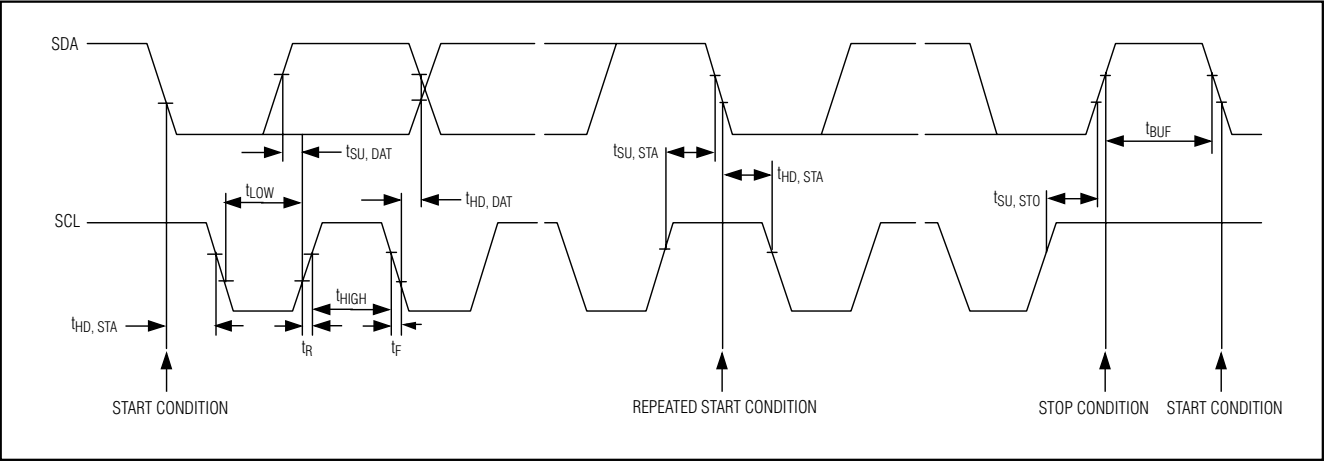 SDA
tSU, DAT
tSU, STA
tBUF
tHD, STA
tLOW
tHD, DAT
tSU, STO
SCL
tHIGH
tHD, STA
tR
tF
START CONDITION
REPEATED START CONDITION
STOP CONDITION
START CONDITION